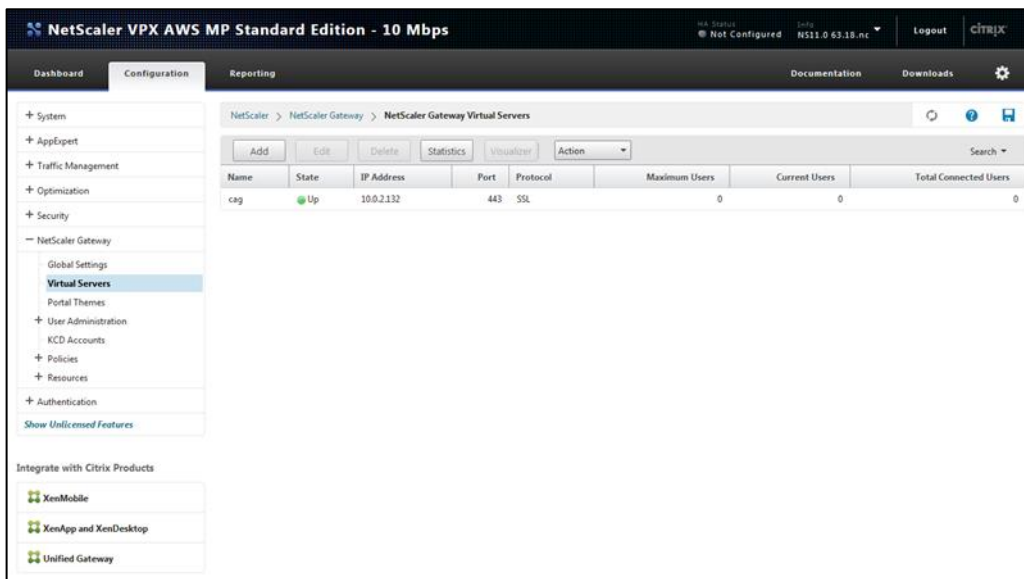 NetScaler VPX AWS MP Standard Edition - 10 Mbps
HA Status
Not Configured
Info
NS11.0 63.18.nc
Logout
CİTRIX
Dashboard
Configuration
Reporting
Documentation
Downloads
+ System
+ AppExpert
+ Traffic Management
+ Optimization
+ Security
− NetScaler Gateway
Global Settings
Virtual Servers
Portal Themes
+ User Administration
KCD Accounts
+ Policies
+ Resources
+ Authentication
Show Unlicensed Features
Integrate with Citrix Products
XenMobile
XenApp and XenDesktop
Unified Gateway
NetScaler > NetScaler Gateway > NetScaler Gateway Virtual Servers
Add Edit Delete Statistics Visualizer Action Search
Name State IP Address Port Protocol Maximum Users Current Users Total Connected Users
cag Up 10.0.2.132 443 SSL 0 0 0